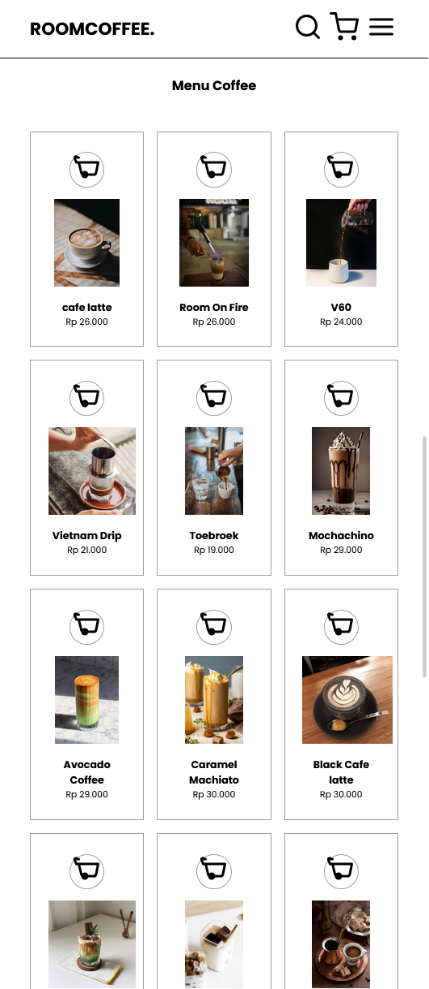 ROOMCOFFEE.
Menu Coffee
cafe latte
Rp 26.000
Room On Fire
Rp 26.000
V60
Rp 24.000
Vietnam Drip
Rp 21.000
Toebroek
Rp 19.000
Mochachino
Rp 29.000
Avocado
Coffee
Rp 29.000
Caramel
Machiato
Rp 30.000
Black Cafe
latte
Rp 30.000